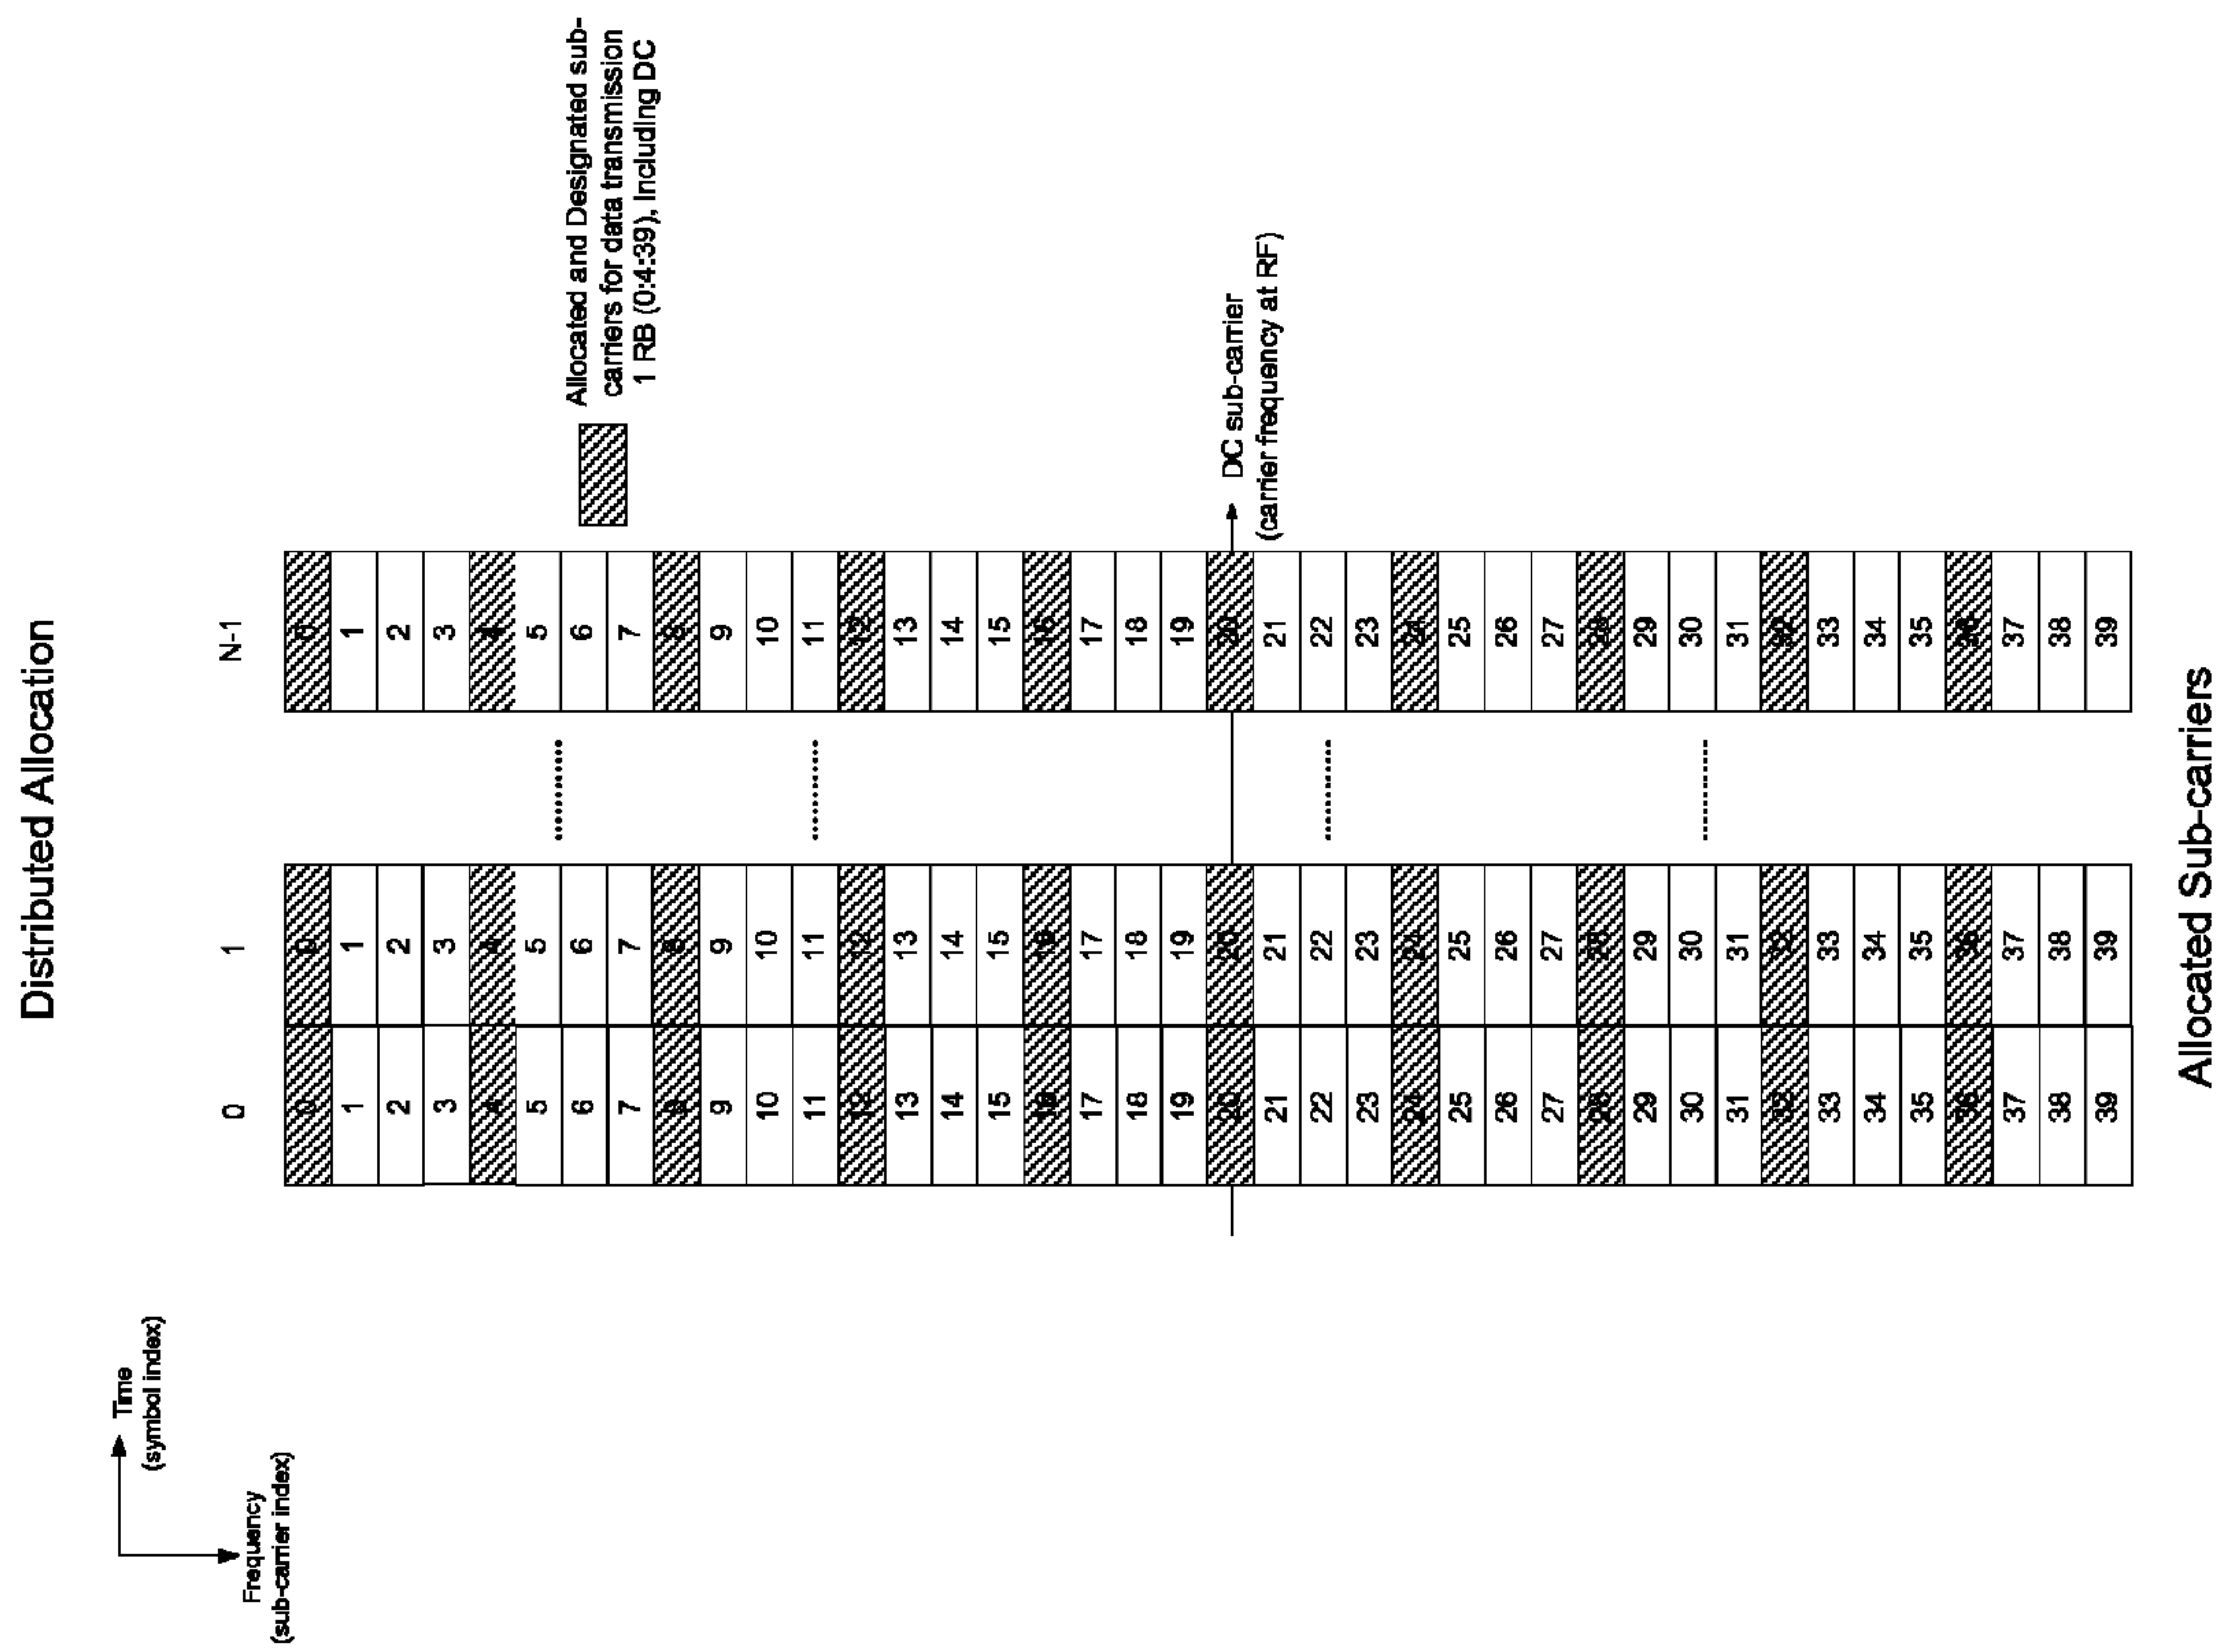 Distributed Allocation
Time
(symbol index)
Frequency
(sub-carrier index)
0 1 N-1
0 0 0
1 1 1
2 2 2
3 3 3
4 4 4
5 5 5
6 6 6
7 7 7
8 8 8
9 9 9
10 10 10
11 11 11
12 12 12
13 13 13
14 14 14
15 15 15
16 16 16
17 17 17
18 18 18
19 19 19
20 20 20
21 21 21
22 22 22
23 23 23
24 24 24
25 25 25
26 26 26
27 27 27
28 28 28
29 29 29
30 30 30
31 31 31
32 32 32
33 33 33
34 34 34
35 35 35
36 36 36
37 37 37
38 38 38
39 39 39
Allocated and Designated sub-
carriers for data transmission
1 RB (0:4:39), Including DC
DC sub-carrier
(carrier frequency at RF)
Allocated Sub-carriers